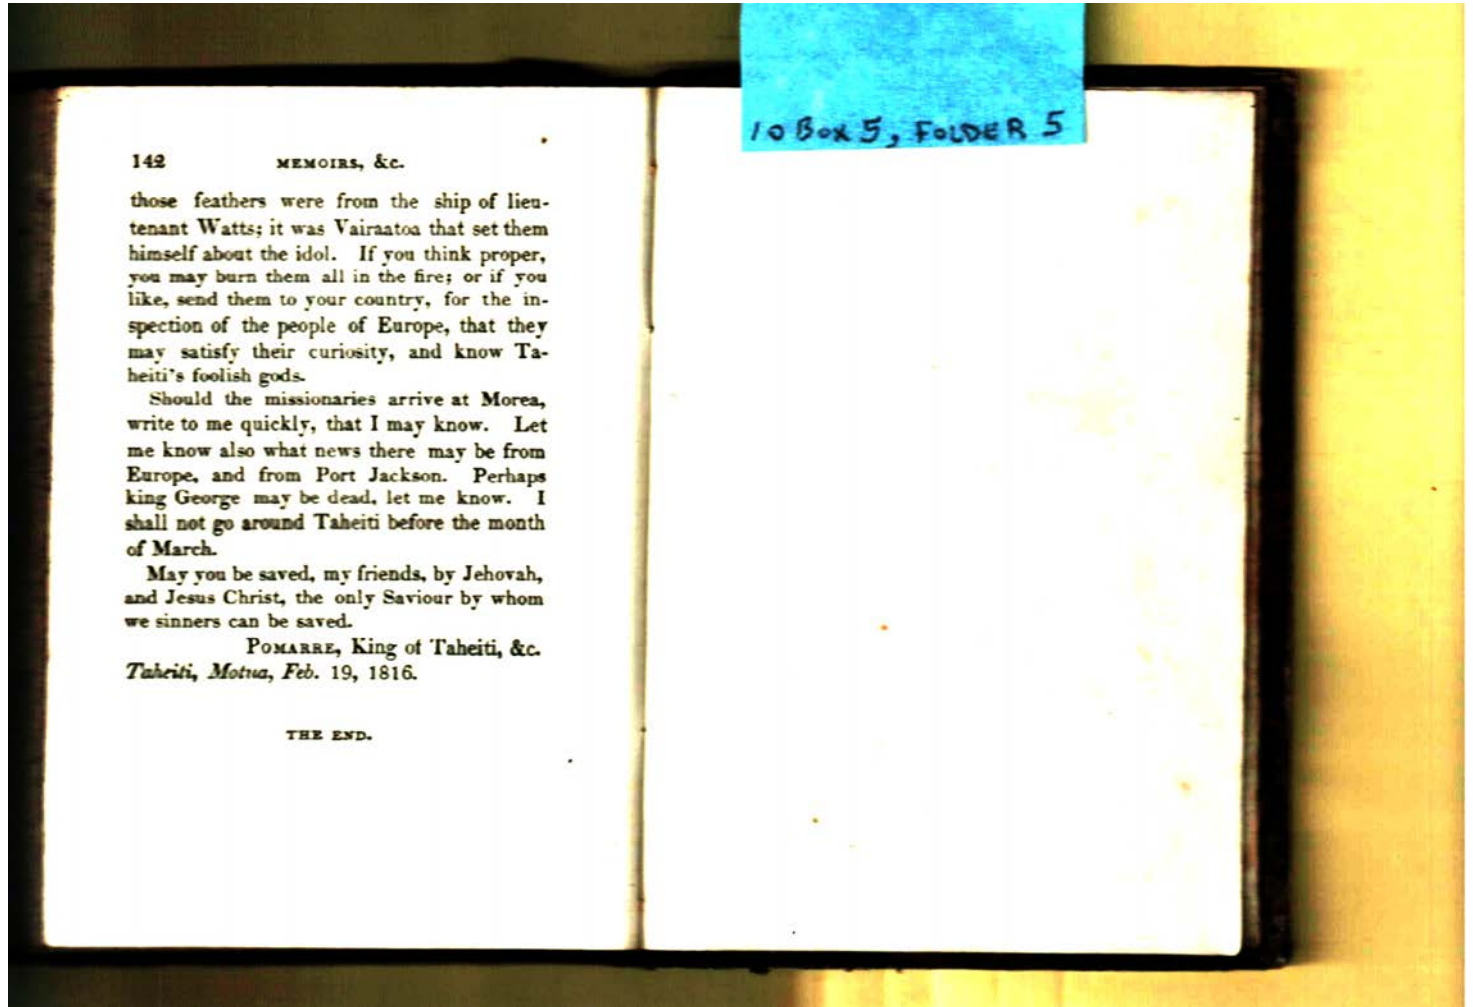 10 Box 5, FOLDER 5
142 MEMOIRS, &c.
those feathers were from the ship of lieu-
tenant Watts; it was Vairaatoa that set them
himself about the idol. If you think proper,
you may burn them all in the fire; or if you
like, send them to your country, for the in-
spection of the people of Europe, that they
may satisfy their curiosity, and know Ta-
heiti's foolish gods.
Should the missionaries arrive at Morea,
write to me quickly, that I may know. Let
me know also what news there may be from
Europe, and from Port Jackson. Perhaps
king George may be dead, let me know. I
shall not go around Taheiti before the month
of March.
May you be saved, my friends, by Jehovah,
and Jesus Christ, the only Saviour by whom
we sinners can be saved.
POMARRE, King of Taheiti, &c.
Taheiti, Motua, Feb. 19, 1816.
THE END.